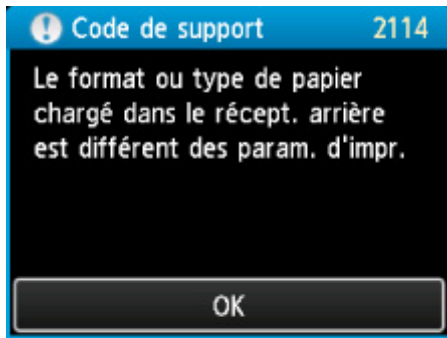 Code de support 2114
Le format ou type de papier
chargé dans le récept. arrière
est différent des param. d'impr.
OK